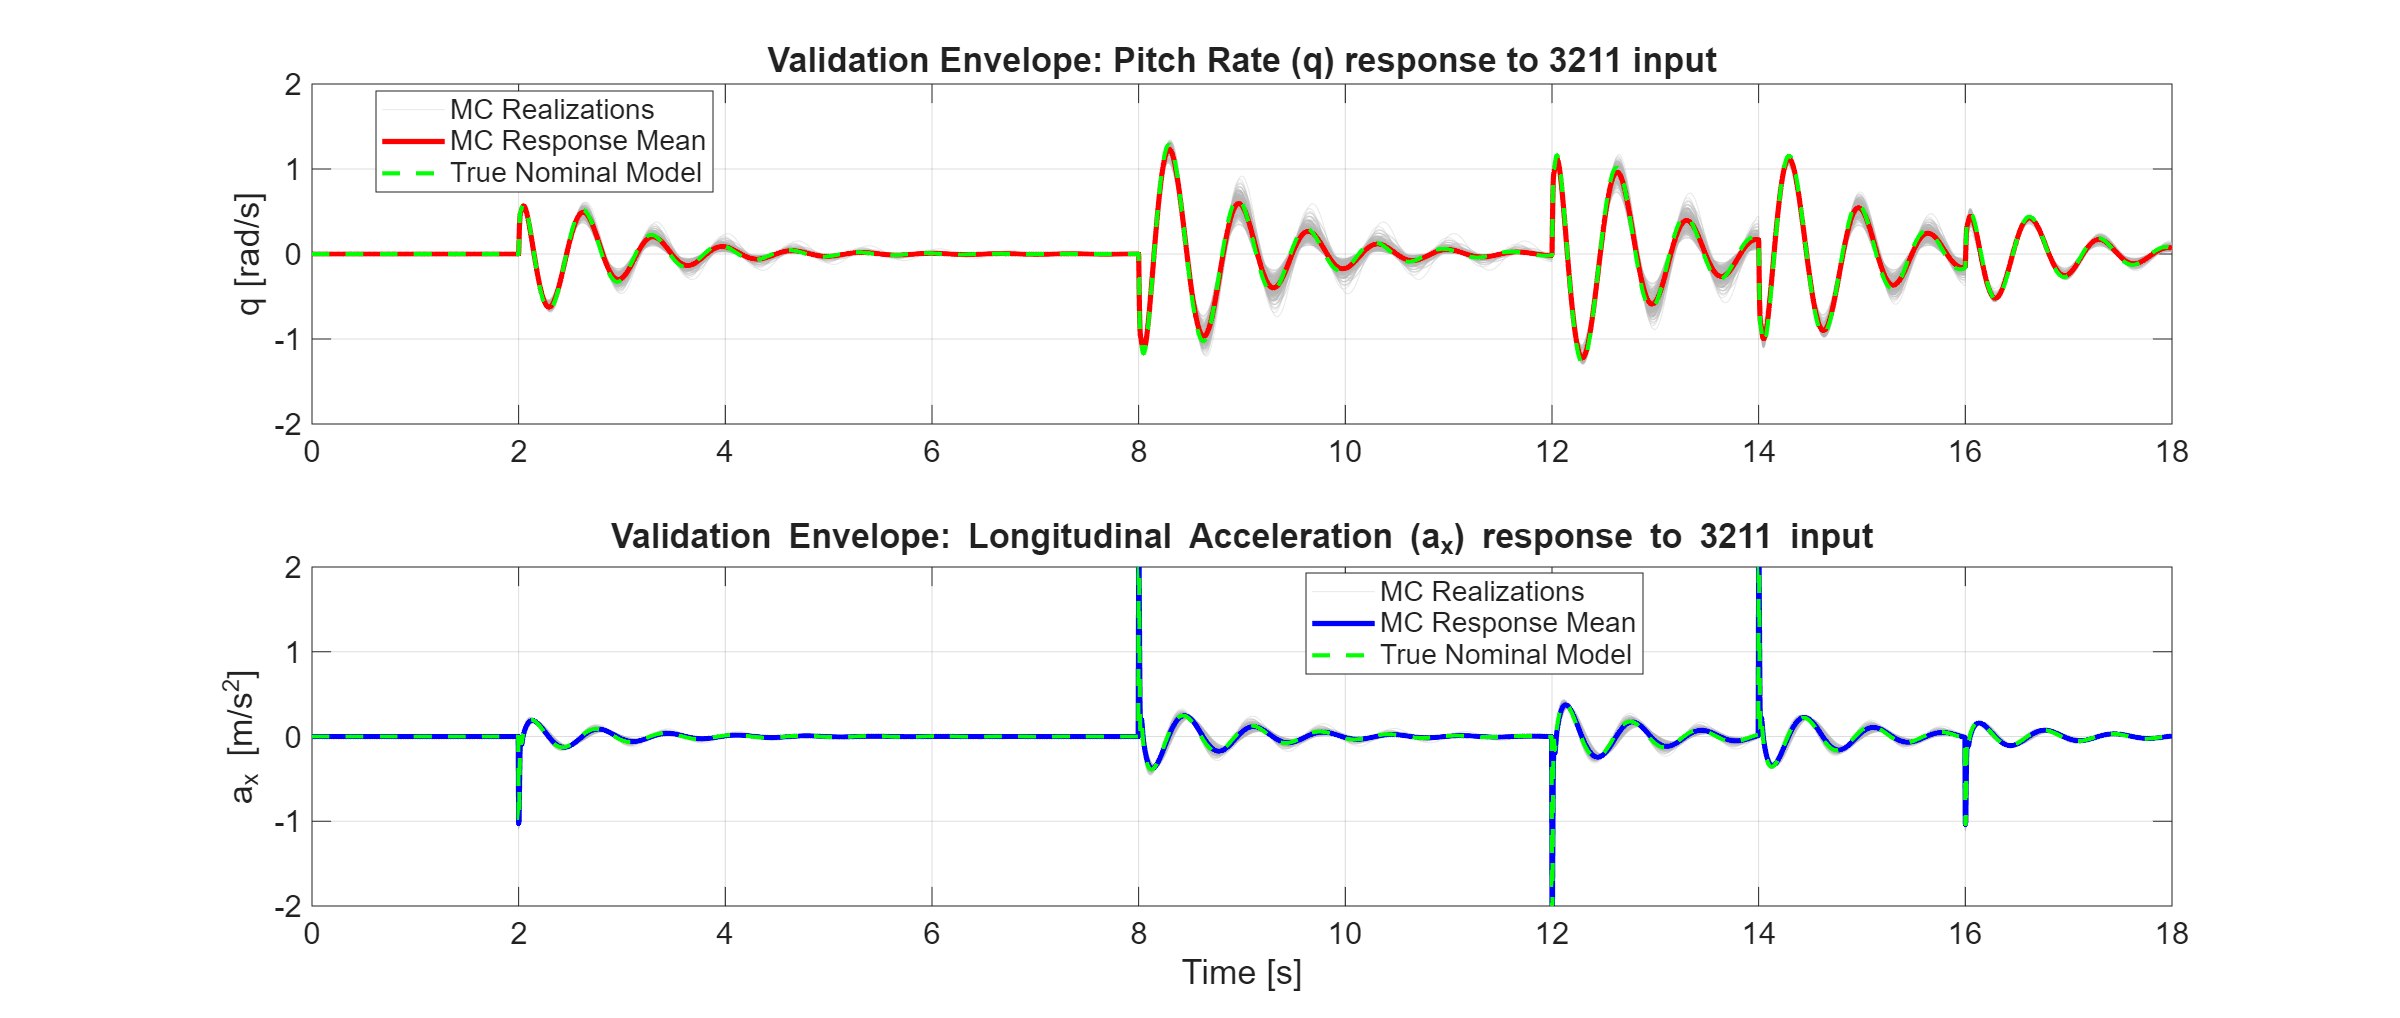 Validation Envelope: Pitch Rate (q) response to 3211 input
2
1
0
-1
-2
q [rad/s]
MC Realizations
MC Response Mean
True Nominal Model
0 2 4 6 8 10 12 14 16 18
Validation Envelope: Longitudinal Acceleration (aₓ) response to 3211 input
2
1
0
-1
-2
aₓ [m/s²]
MC Realizations
MC Response Mean
True Nominal Model
0 2 4 6 8 10 12 14 16 18
Time [s]